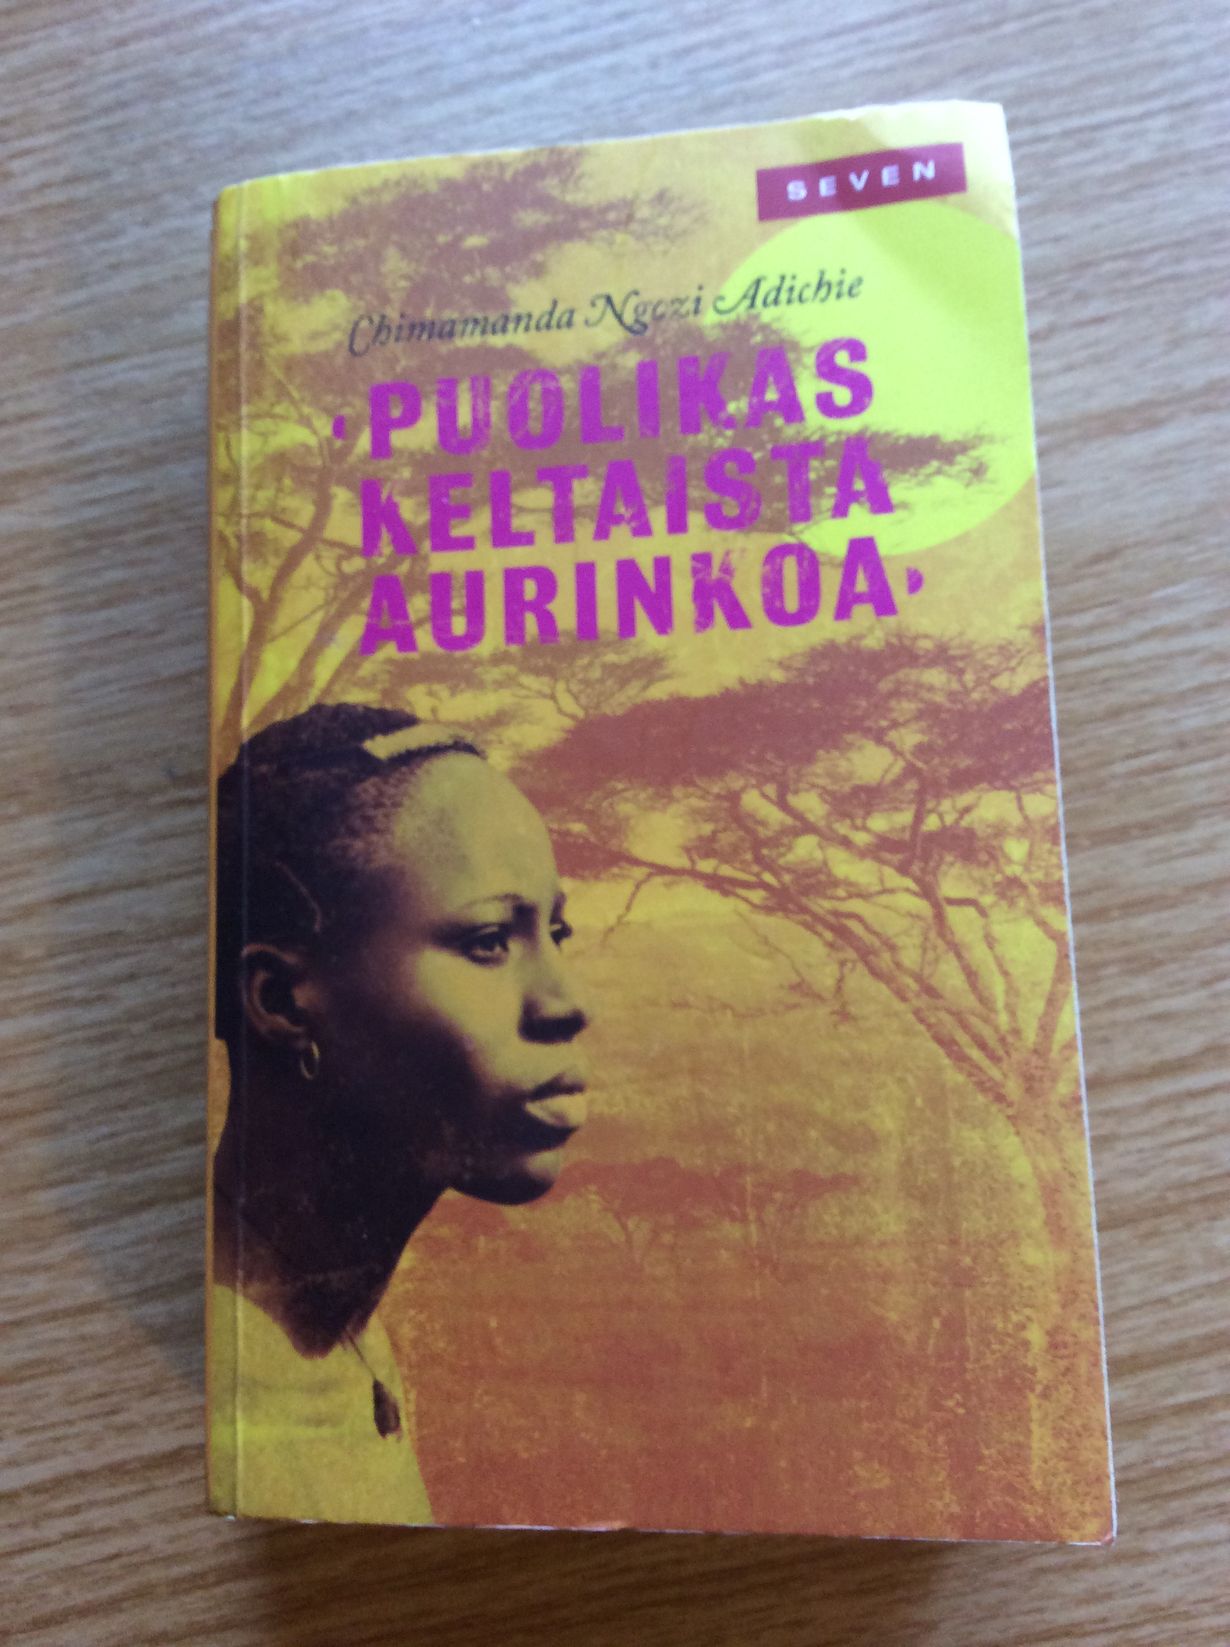 SEVEN
Chimamanda Ngozi Adichie
‘PUOLIKAS
KELTAISTA
AURINKOA’